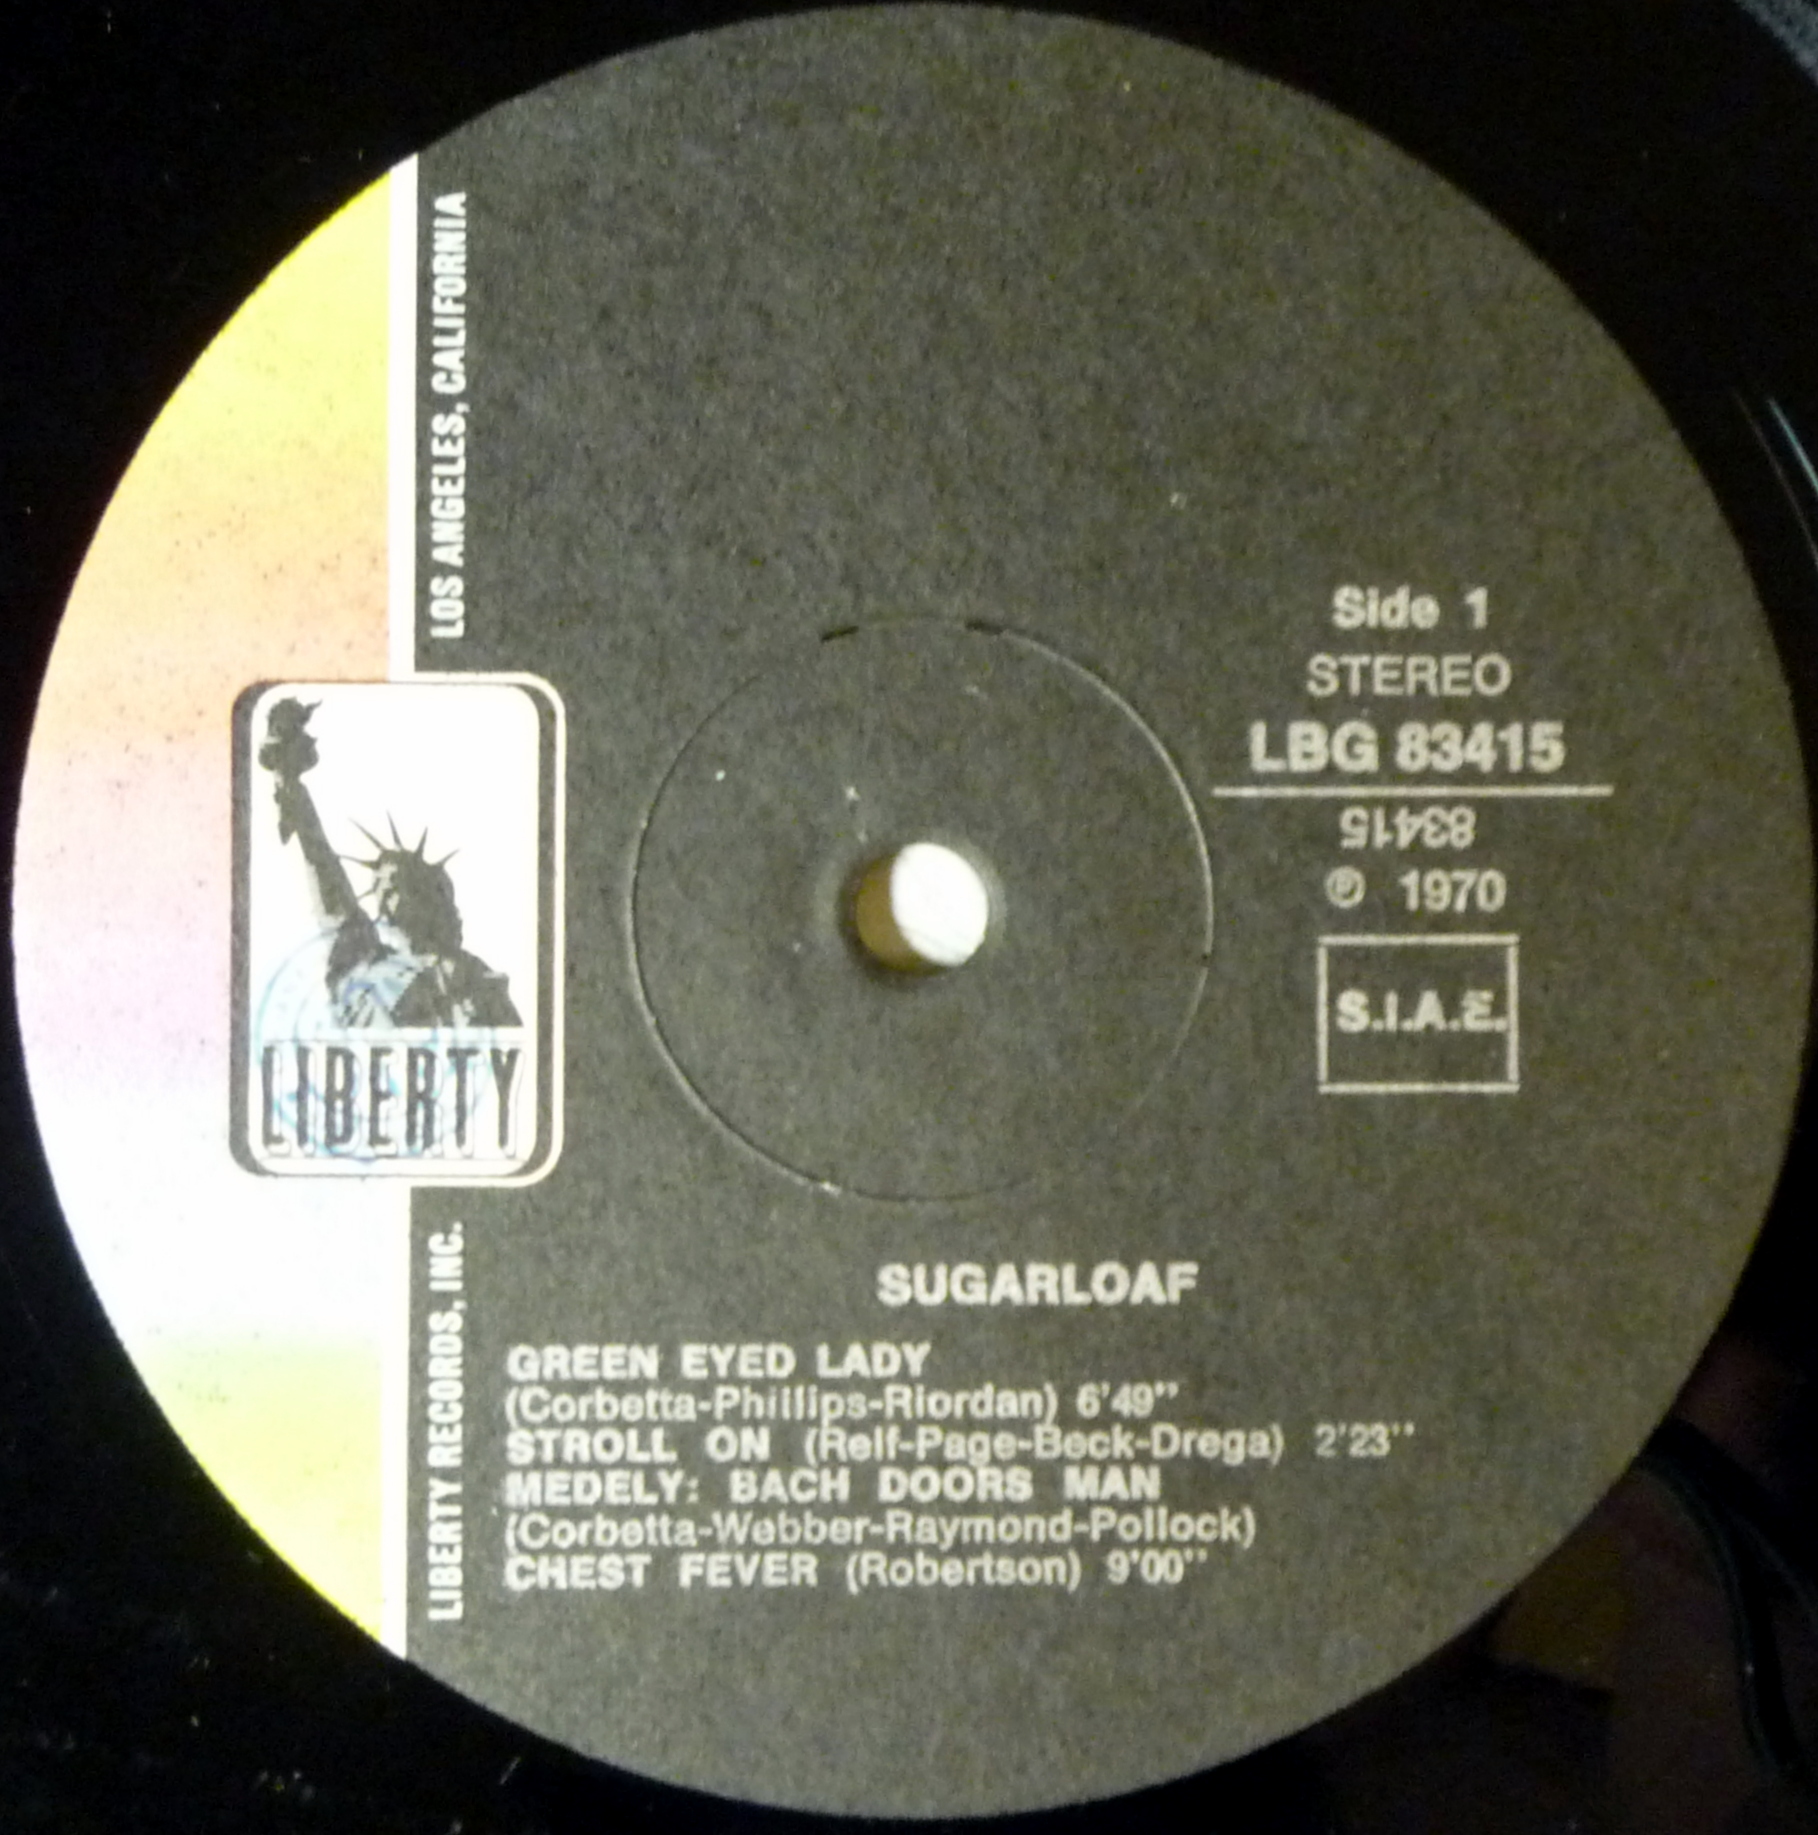 LOS ANGELES, CALIFORNIA
LIBERTY
LIBERTY RECORDS, INC.
Side 1
STEREO
LBG 83415
83415
℗ 1970
S.I.A.E.
SUGARLOAF
GREEN EYED LADY
(Corbetta-Phillips-Riordan) 6'49''
STROLL ON (Relf-Page-Beck-Drega) 2'23''
MEDELY: BACH DOORS MAN
(Corbetta-Webber-Raymond-Pollock)
CHEST FEVER (Robertson) 9'00''